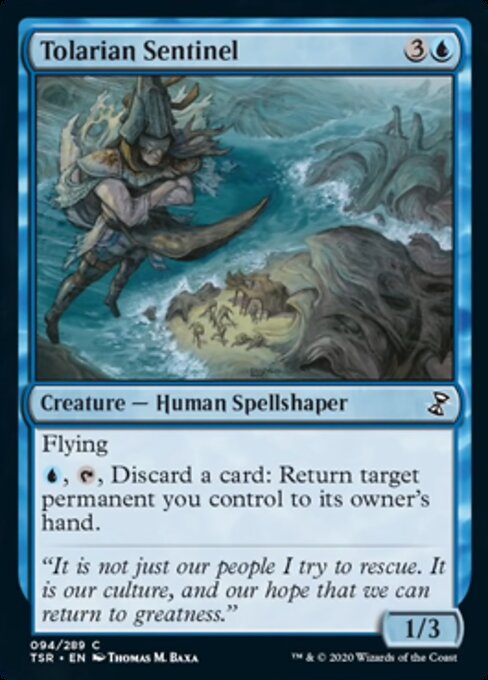 Tolarian Sentinel 3
Creature — Human Spellshaper
Flying
, , Discard a card: Return target
permanent you control to its owner's
hand.
"It is not just our people I try to rescue. It
is our culture, and our hope that we can
return to greatness."
1/3
094/289 C
TSR • EN Thomas M. Baxa
™ & © 2020 Wizards of the Coast